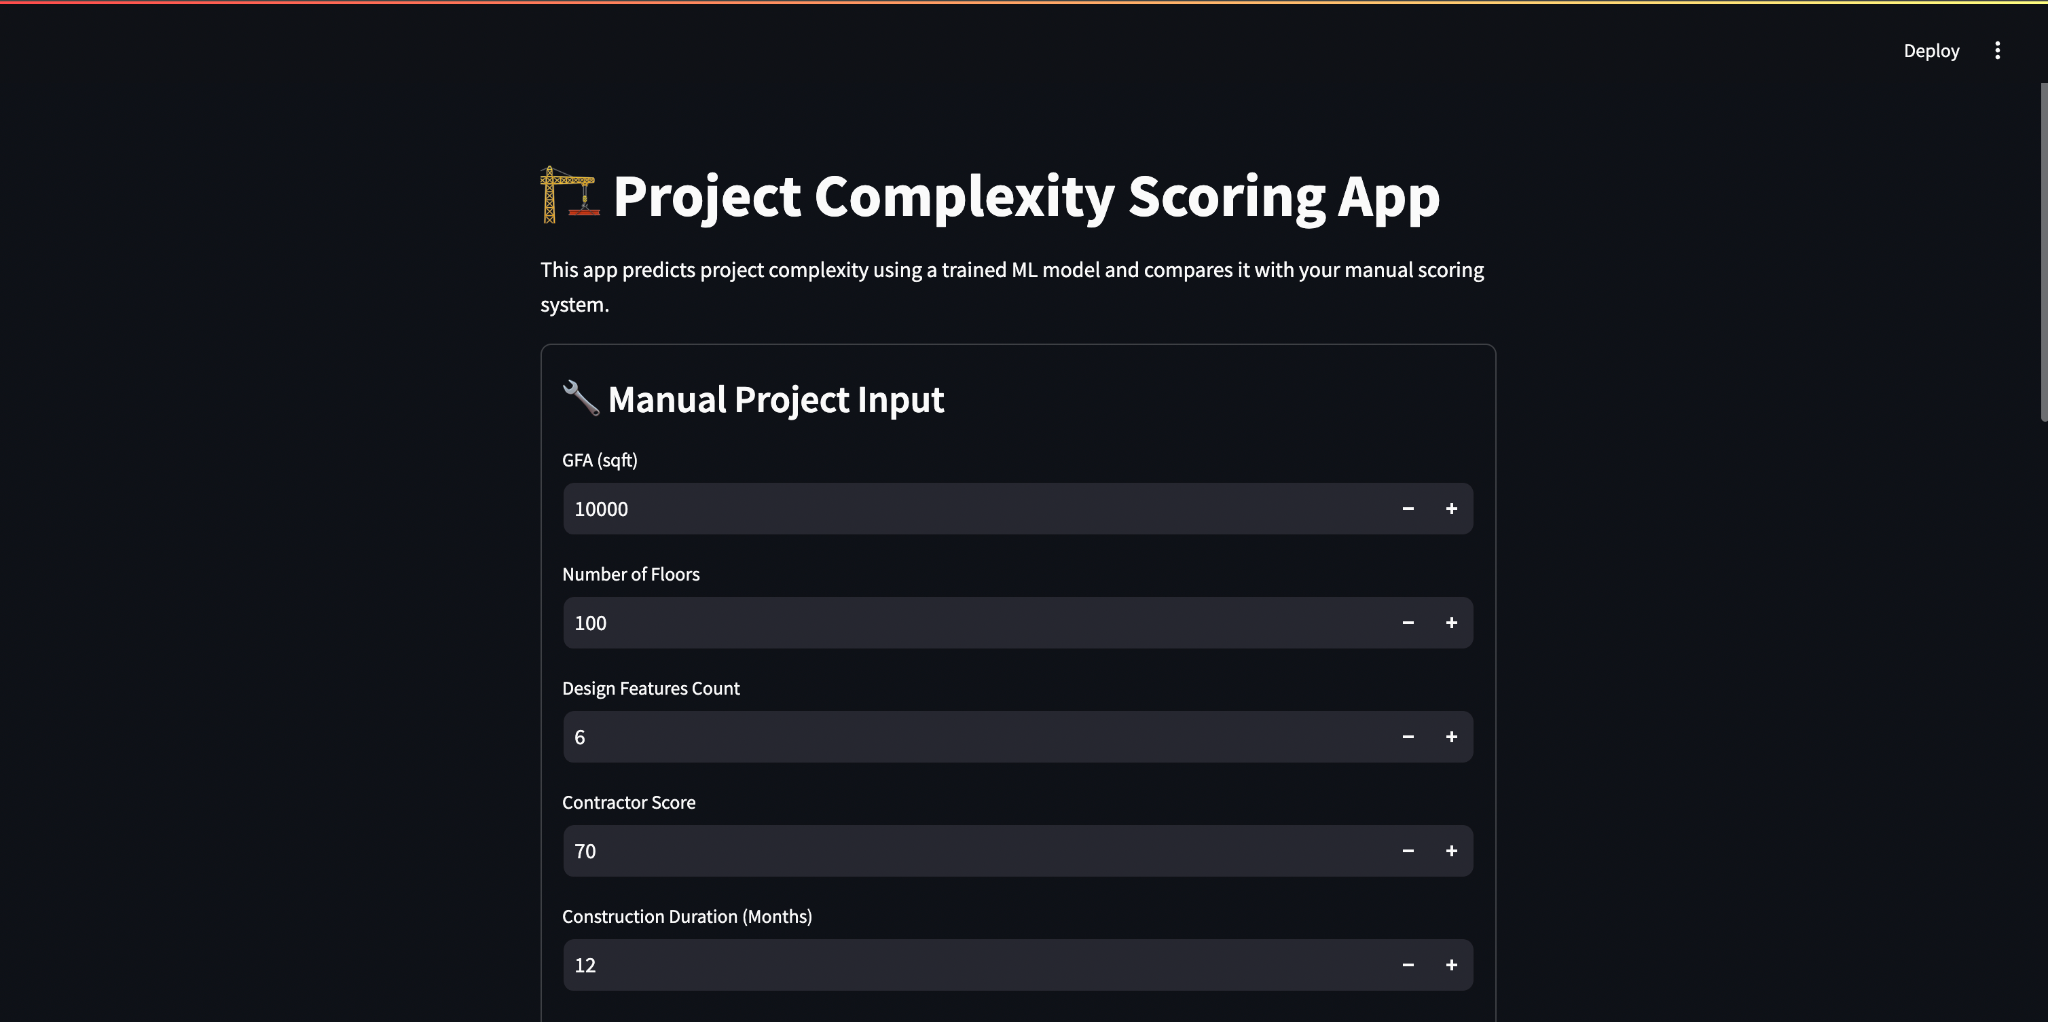 Deploy
Project Complexity Scoring App
This app predicts project complexity using a trained ML model and compares it with your manual scoring
system.
Manual Project Input
GFA (sqft)
10000
Number of Floors
100
Design Features Count
6
Contractor Score
70
Construction Duration (Months)
12